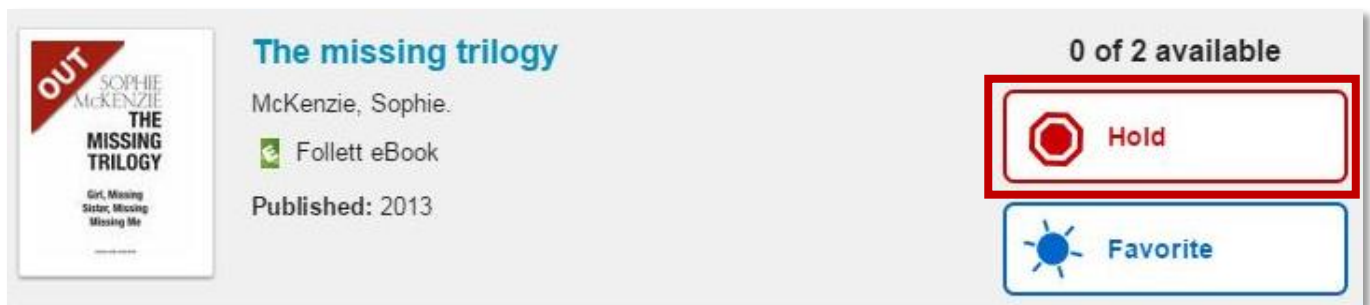 OUT
SOPHIE
McKENZIE
THE
MISSING
TRILOGY
Girl, Missing
Sister, Missing
Missing Me
The missing trilogy
McKenzie, Sophie.
Follett eBook
Published: 2013
0 of 2 available
Hold
Favorite